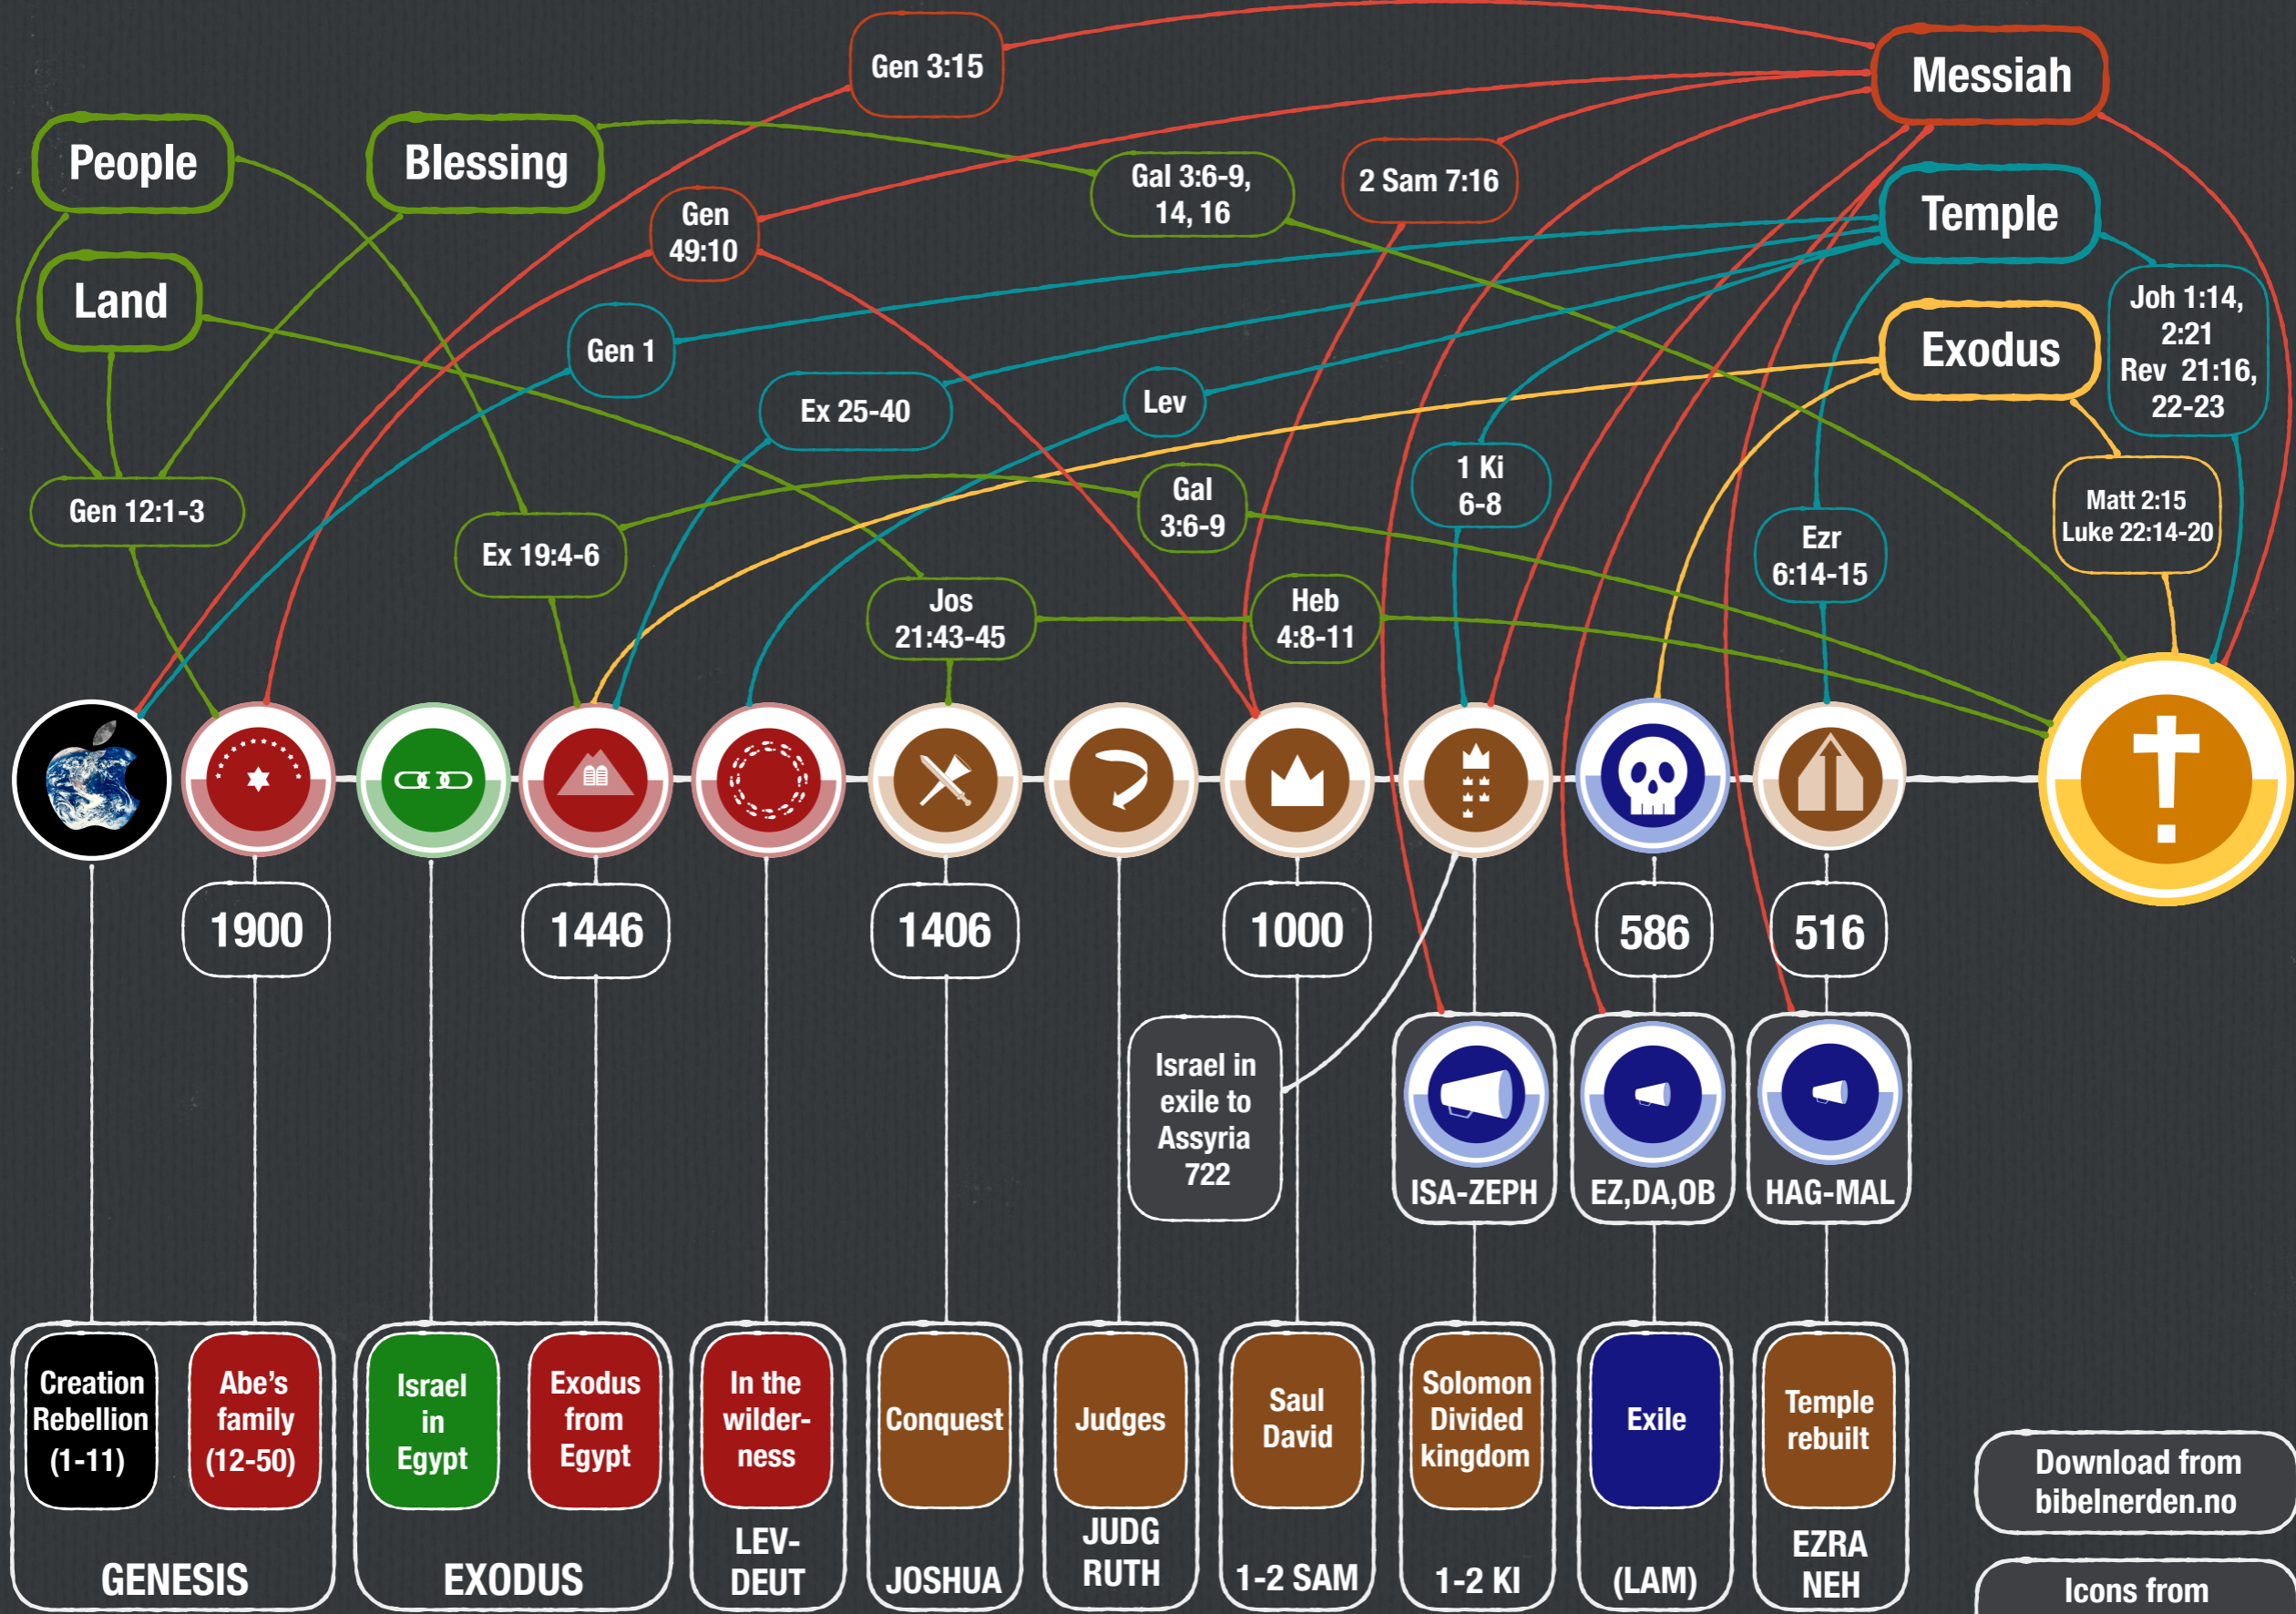 Gen 3:15
Messiah
People
Blessing
Gal 3:6-9,
14, 16
2 Sam 7:16
Gen
49:10
Temple
Land
Gen 1
Joh 1:14,
2:21
Rev 21:16,
22-23
Exodus
Ex 25-40
Lev
1 Ki
6-8
Gal
3:6-9
Gen 12:1-3
Matt 2:15
Luke 22:14-20
Ex 19:4-6
Ezr
6:14-15
Jos
21:43-45
Heb
4:8-11
1900
1446
1406
1000
586
516
Israel in
exile to
Assyria
722
ISA-ZEPH
EZ,DA,OB
HAG-MAL
Creation
Rebellion
(1-11)
Abe's
family
(12-50)
GENESIS
Israel
in
Egypt
Exodus
from
Egypt
EXODUS
In the
wilder-
ness
LEV-
DEUT
Conquest
JOSHUA
Judges
JUDG
RUTH
Saul
David
1-2 SAM
Solomon
Divided
kingdom
1-2 KI
Exile
(LAM)
Temple
rebuilt
EZRA
NEH
Download from
bibelnerden.no
Icons from